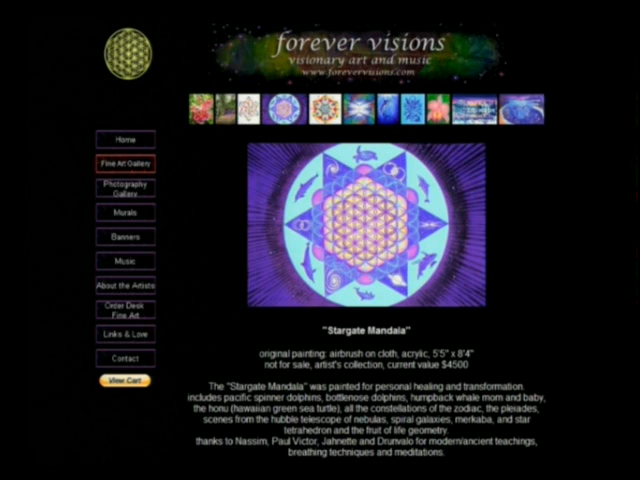 forever visions
visionary art and music
www.forevervisions.com
Home
Fine Art Gallery
Photography
Gallery
Murals
Banners
Music
About the Artists
Order Desk
Fine Art
Links & Love
Contact
View Cart
"Stargate Mandala"
original painting: airbrush on cloth, acrylic, 5'5" x 8'4"
not for sale, artist's collection, current value $4500
The "Stargate Mandala" was painted for personal healing and transformation.
includes pacific spinner dolphins, bottlenose dolphins, humpback whale mom and baby,
the honu (hawaiian green sea turtle), all the constellations of the zodiac, the pleiades,
scenes from the hubble telescope of nebulas, spiral galaxies, merkaba, and star
tetrahedron and the fruit of life geometry.
thanks to Nassim, Paul Victor, Jahnette and Drunvalo for modern/ancient teachings,
breathing techniques and meditations.